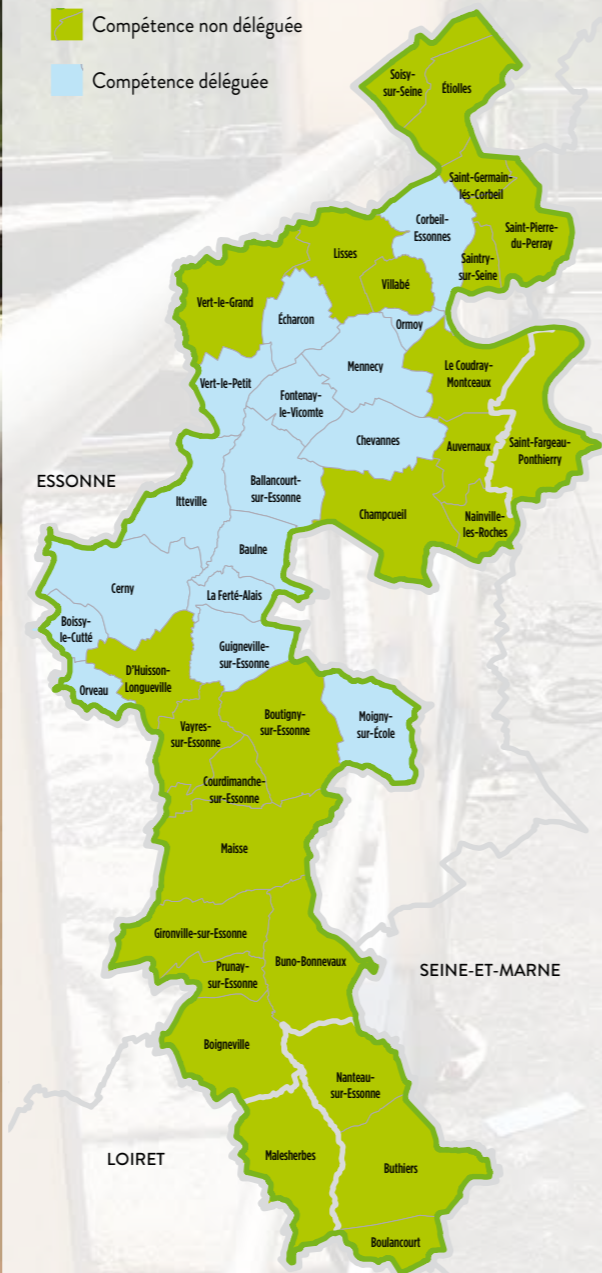 Compétence non déléguée
Compétence déléguée
Soisy-
sur-Seine
Étiolles
Saint-Germain-
lés-Corbeil
Corbeil-
Essonnes
Saint-Pierre-
du-Perray
Saintry-
sur-Seine
Lisses
Villabé
Vert-le-Grand
Écharcon
Ormoy
Mennecy
Le Coudray-
Montceaux
Vert-le-Petit
Fontenay-
le-Vicomte
Chevannes
Auvernaux
Saint-Fargeau-
Ponthierry
ESSONNE
Itteville
Ballancourt-
sur-Essonne
Champcueil
Nainville-
les-Roches
Baulne
Cerny
La Ferté-Alais
Boissy-
le-Cutté
Guigneville-
sur-Essonne
D'Huisson-
Longueville
Orveau
Vayres-
sur-Essonne
Boutigny-
sur-Essonne
Moigny-
sur-École
Courdimanche-
sur-Essonne
Maisse
Gironville-sur-Essonne
Prunay-
sur-Essonne
Buno-Bonnevaux
SEINE-ET-MARNE
Boigneville
Nanteau-
sur-Essonne
LOIRET
Malesherbes
Buthiers
Boulancourt